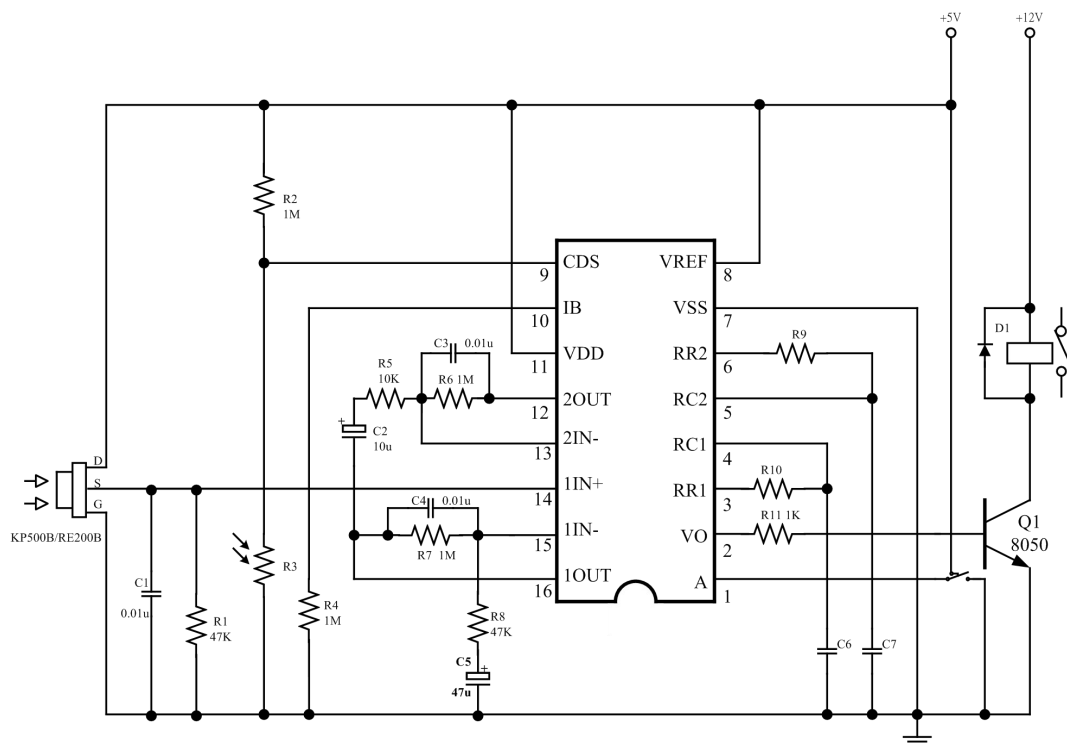 +5V
+12V
R2
1M
CDS
VREF
9
8
IB
VSS
10
7
D1
R9
C3 0.01u
VDD
RR2
11
6
R5
10K
R6 1M
2OUT
RC2
12
5
+
C2
10u
2IN-
RC1
13
4
D
S
G
1IN+
RR1
14
3
R10
C4 0.01u
R11 1K
KP500B/RE200B
R7 1M
1IN-
VO
15
2
Q1
8050
R3
1OUT
A
16
1
C1
0.01u
R4
1M
R8
47K
R1
47K
C6
C7
C5
+
47u